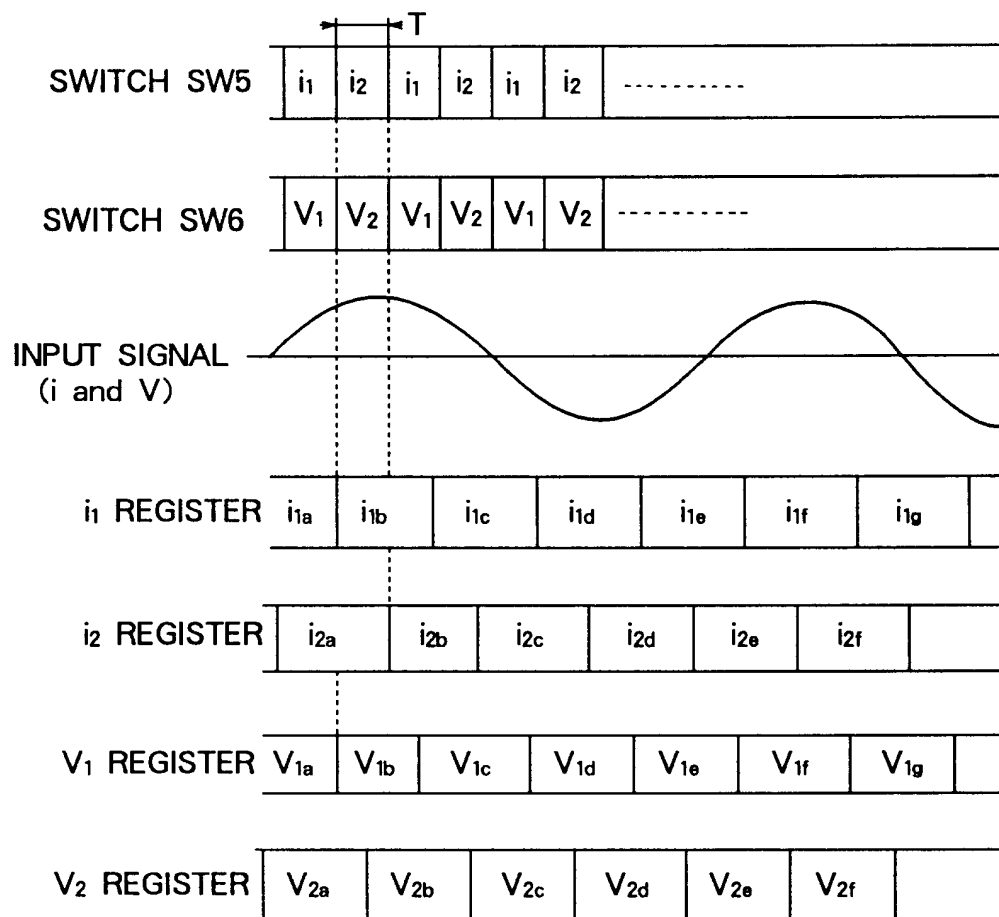 T
SWITCH SW5 i1 i2 i1 i2 i1 i2
SWITCH SW6 V1 V2 V1 V2 V1 V2
INPUT SIGNAL
(i and V)
i1 REGISTER i1a i1b i1c i1d i1e i1f i1g
i2 REGISTER i2a i2b i2c i2d i2e i2f
V1 REGISTER V1a V1b V1c V1d V1e V1f V1g
V2 REGISTER V2a V2b V2c V2d V2e V2f